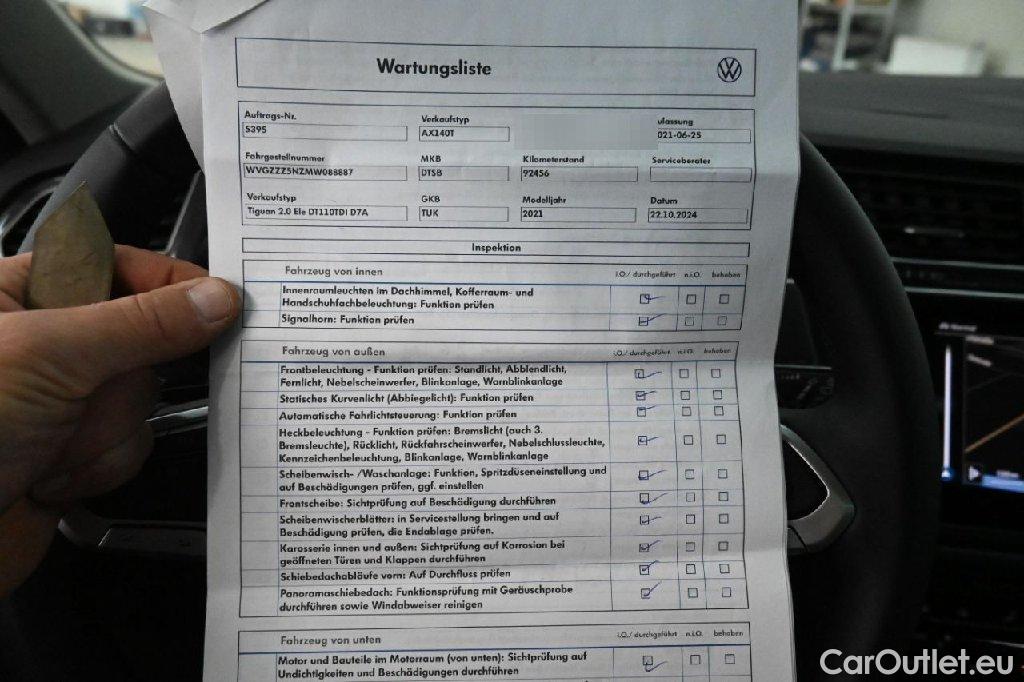 Wartungsliste
Auftrags-Nr. Verkaufstyp ulassung
5395 AX140T 021-06-25
Fahrgestellnummer MKB Kilometerstand Serviceberater
WVGZZZ5NZMW088887 DTSB 92456
Verkaufstyp GKB Modelljahr Datum
Tiguan 2.0 Ele DT110TDI D7A TUK 2021 22.10.2024
Inspektion
Fahrzeug von innen i.O./ durchgeführt n.i.O. behoben
Innenraumleuchten im Dachhimmel, Kofferraum- und
Handschuhfachbeleuchtung: Funktion prüfen
Signalhorn: Funktion prüfen
Fahrzeug von außen i.O./ durchgeführt n.i.O. behoben
Frontbeleuchtung - Funktion prüfen: Standlicht, Abblendlicht,
Fernlicht, Nebelscheinwerfer, Blinkanlage, Warnblinkanlage
Statisches Kurvenlicht (Abbiegelicht): Funktion prüfen
Automatische Fahrlichtsteuerung: Funktion prüfen
Heckbeleuchtung - Funktion prüfen: Bremslicht (auch 3.
Bremsleuchte), Rücklicht, Rückfahrscheinwerfer, Nebelschlussleuchte,
Kennzeichenbeleuchtung, Blinkanlage, Warnblinkanlage
Scheibenwisch- /Waschanlage: Funktion, Spritzdüseneinstellung und
auf Beschädigungen prüfen, ggf. einstellen
Frontscheibe: Sichtprüfung auf Beschädigung durchführen
Scheibenwischerblätter: in Servicestellung bringen und auf
Beschädigung prüfen, die Endablage prüfen.
Karosserie innen und außen: Sichtprüfung auf Korrosion bei
geöffneten Türen und Klappen durchführen
Schiebedachabläufe vorn: Auf Durchfluss prüfen
Panoramaschiebedach: Funktionsprüfung mit Geräuschprobe
durchführen sowie Windabweiser reinigen
Fahrzeug von unten i.O./ durchgeführt n.i.O. behoben
Motor und Bauteile im Motorraum (von unten): Sichtprüfung auf
Undichtigkeiten und Beschädigungen durchführen
CarOutlet.eu